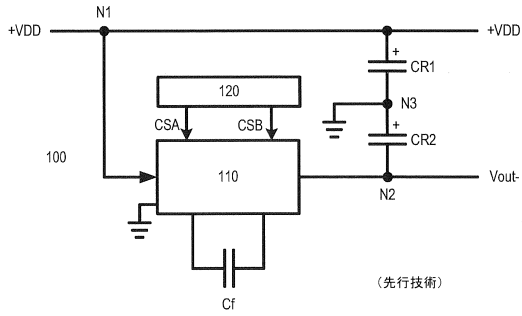 N1
+VDD
+VDD
+
CR1
120
N3
CSA
CSB
+
CR2
100
110
Vout-
N2
Cf
（先行技術）